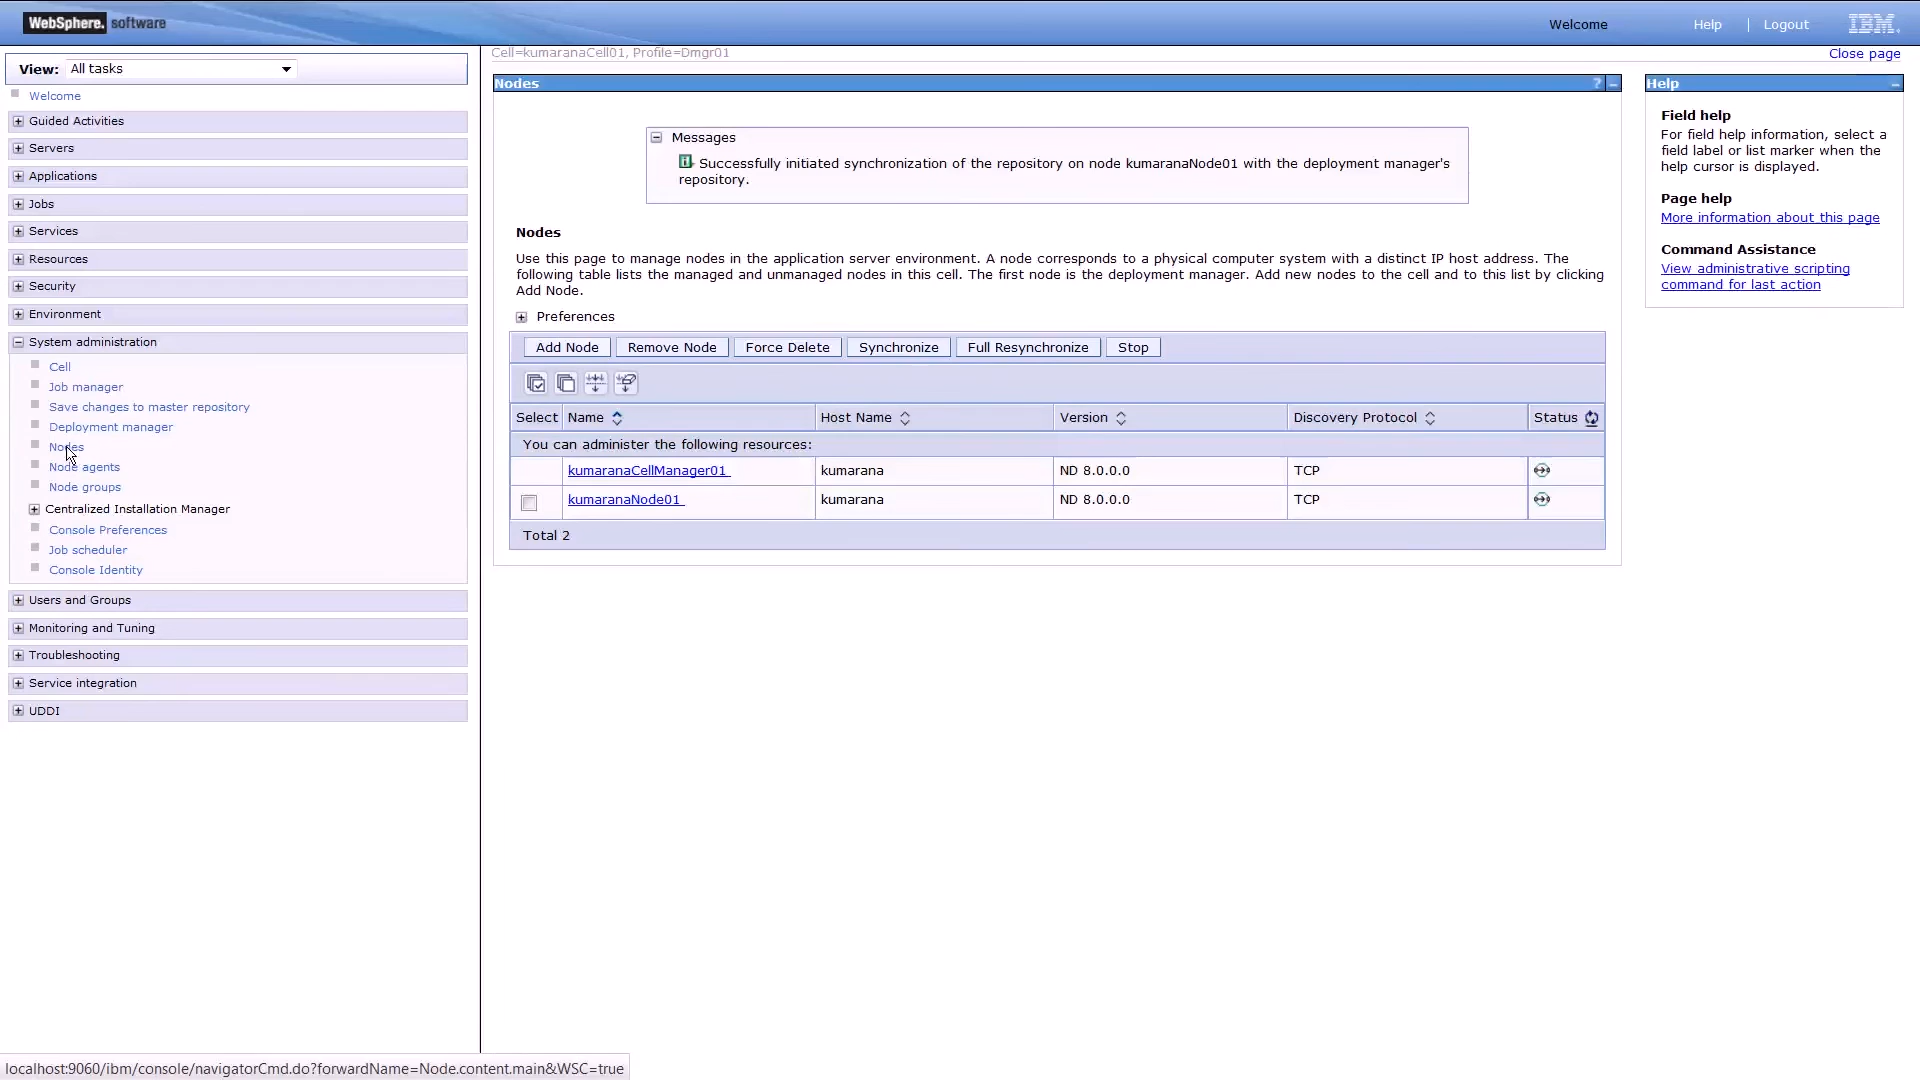 WebSphere. software
Welcome
Help
Logout
IBM.
View:
All tasks
Welcome
Guided Activities
Servers
Applications
Jobs
Services
Resources
Security
Environment
System administration
Cell
Job manager
Save changes to master repository
Deployment manager
Nodes
Node agents
Node groups
Centralized Installation Manager
Console Preferences
Job scheduler
Console Identity
Users and Groups
Monitoring and Tuning
Troubleshooting
Service integration
UDDI
Cell=kumaranaCell01, Profile=Dmgr01
Close page
Nodes
?
Messages
Successfully initiated synchronization of the repository on node kumaranaNode01 with the deployment manager's
repository.
Nodes
Use this page to manage nodes in the application server environment. A node corresponds to a physical computer system with a distinct IP host address. The
following table lists the managed and unmanaged nodes in this cell. The first node is the deployment manager. Add new nodes to the cell and to this list by clicking
Add Node.
Preferences
Add Node
Remove Node
Force Delete
Synchronize
Full Resynchronize
Stop
Select
Name
Host Name
Version
Discovery Protocol
Status
You can administer the following resources:
kumaranaCellManager01
kumarana
ND 8.0.0.0
TCP
kumaranaNode01
kumarana
ND 8.0.0.0
TCP
Total 2
Help
Field help
For field help information, select a
field label or list marker when the
help cursor is displayed.
Page help
More information about this page
Command Assistance
View administrative scripting
command for last action
localhost:9060/ibm/console/navigatorCmd.do?forwardName=Node.content.main&WSC=true